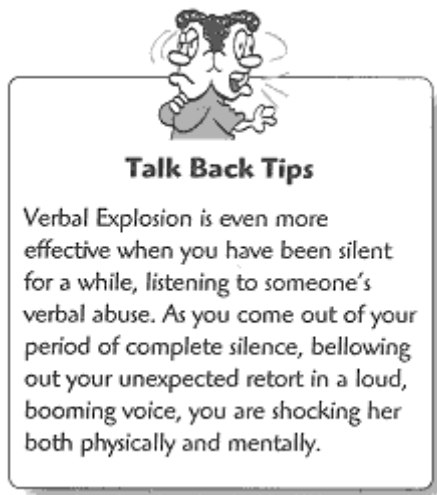 Talk Back Tips
Verbal Explosion is even more
effective when you have been silent
for a while, listening to someone's
verbal abuse. As you come out of your
period of complete silence, bellowing
out your unexpected retort in a loud,
booming voice, you are shocking her
both physically and mentally.